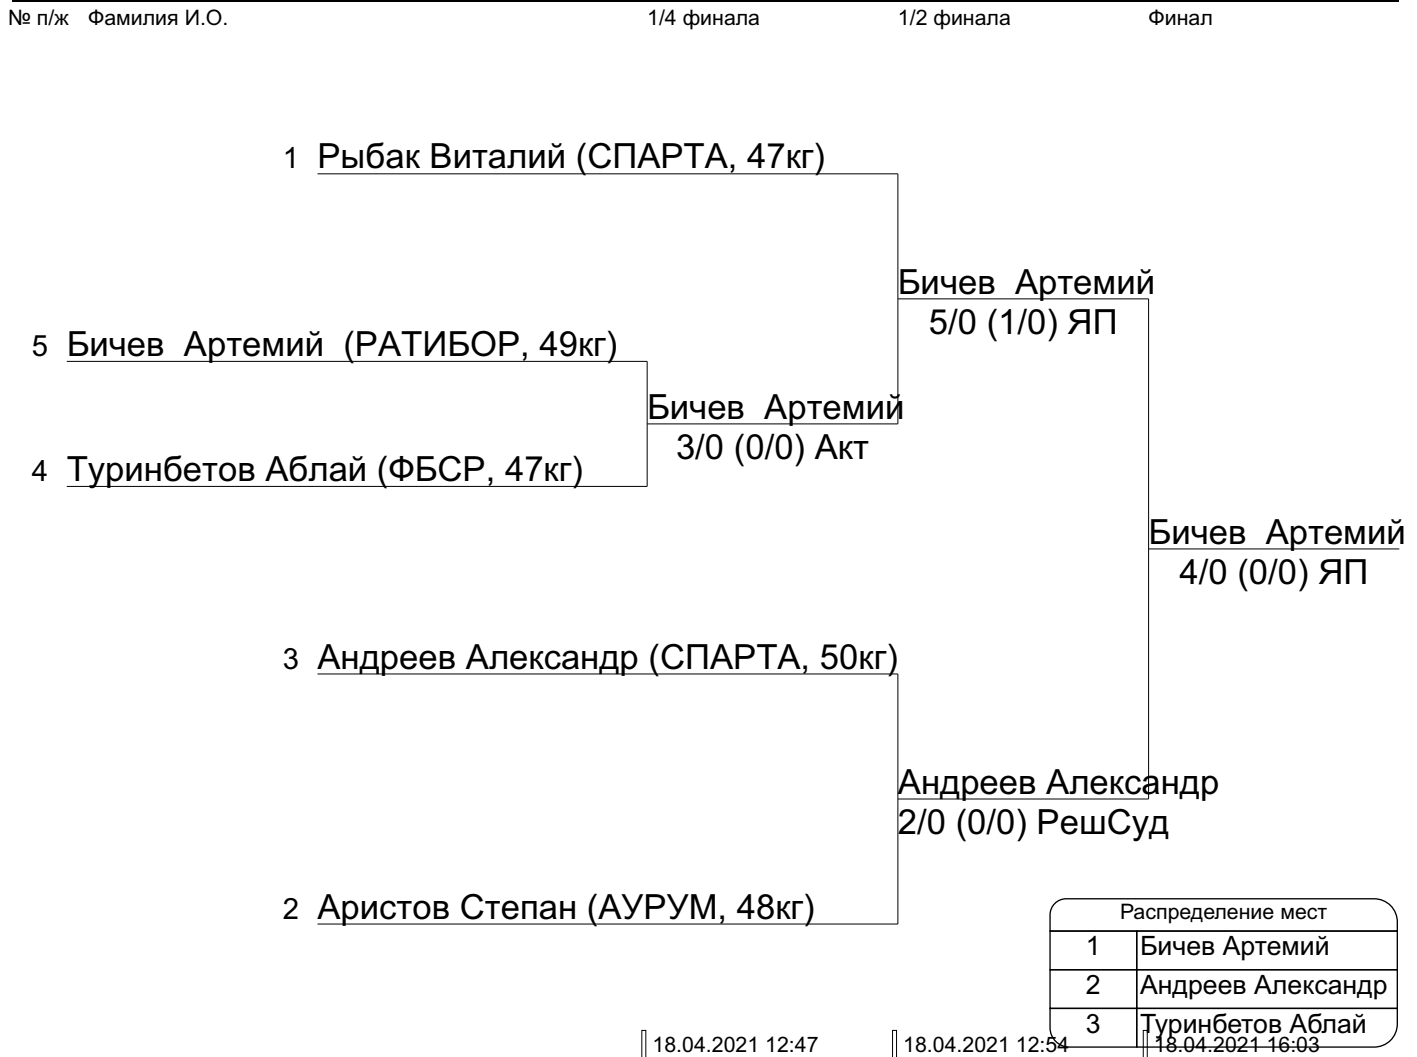 № п/ж Фамилия И.О. 1/4 финала 1/2 финала Финал
1 Рыбак Виталий (СПАРТА, 47кг)
Бичев Артемий
5/0 (1/0) ЯП
5 Бичев Артемий (РАТИБОР, 49кг)
Бичев Артемий
3/0 (0/0) Акт
4 Туринбетов Аблай (ФБСР, 47кг)
Бичев Артемий
4/0 (0/0) ЯП
3 Андреев Александр (СПАРТА, 50кг)
Андреев Александр
2/0 (0/0) РешСуд
2 Аристов Степан (АУРУМ, 48кг)
Распределение мест
1 Бичев Артемий
2 Андреев Александр
3 Туринбетов Аблай
18.04.2021 12:47 18.04.2021 12:54 18.04.2021 16:03